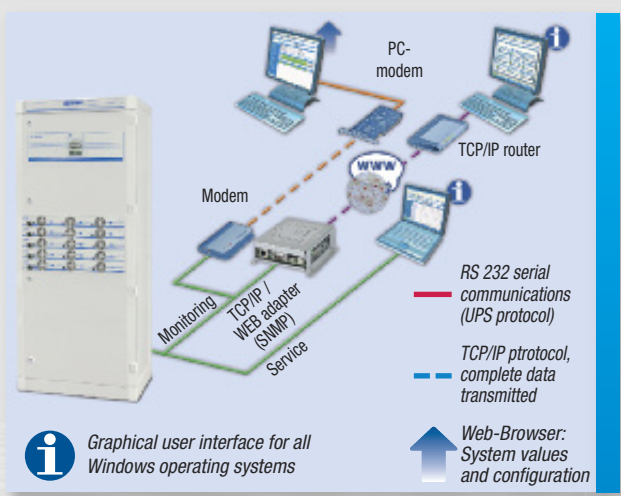 PC-
modem
TCP/IP router
www
Modem
Monitoring
TCP/IP /
WEB adapter
(SNMP)
Service
RS 232 serial
communications
(UPS protocol)
TCP/IP ptrotocol,
complete data
transmitted
Web-Browser:
System values
and configuration
i
Graphical user interface for all
Windows operating systems